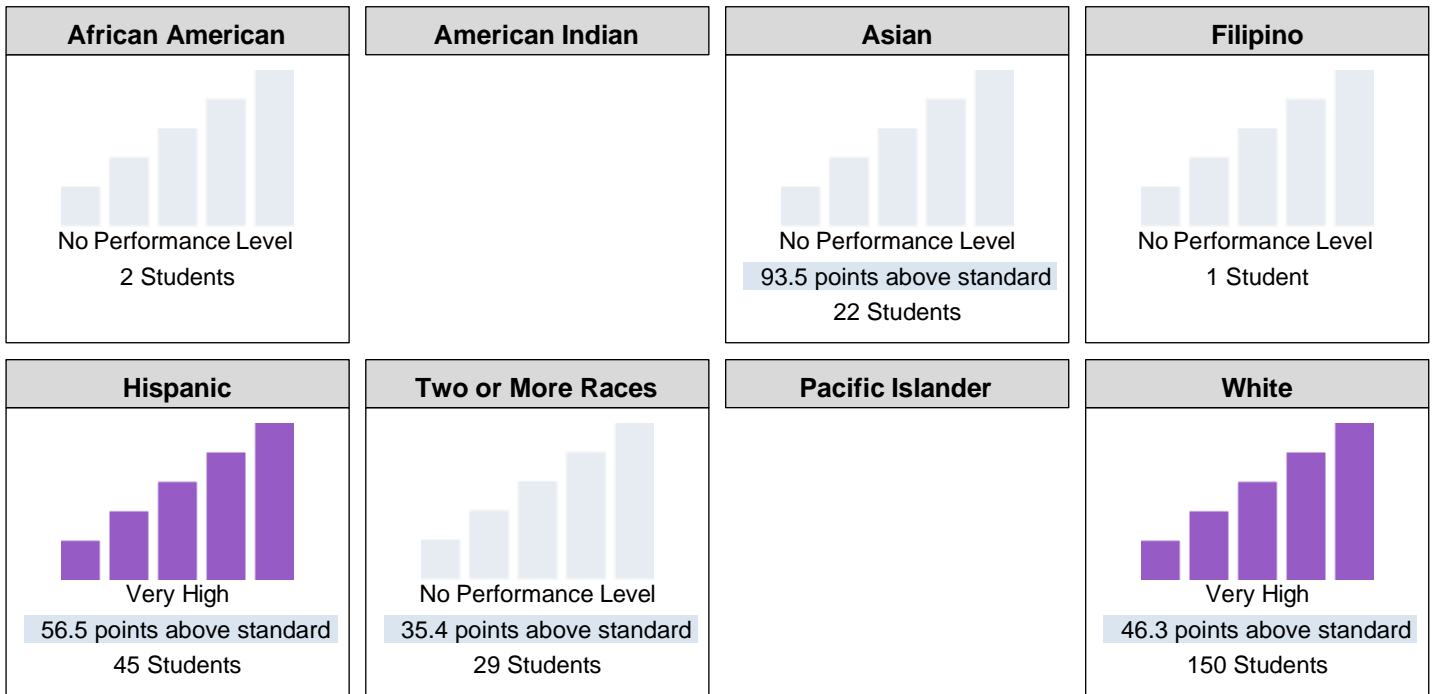 African American
No Performance Level
2 Students
American Indian
Asian
No Performance Level
93.5 points above standard
22 Students
Filipino
No Performance Level
1 Student
Hispanic
Very High
56.5 points above standard
45 Students
Two or More Races
No Performance Level
35.4 points above standard
29 Students
Pacific Islander
White
Very High
46.3 points above standard
150 Students